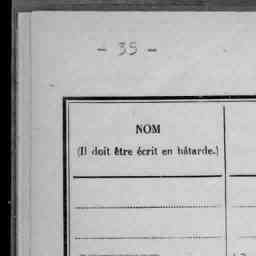 - 35 -
NOM
(Il doit être écrit en bâtarde.)